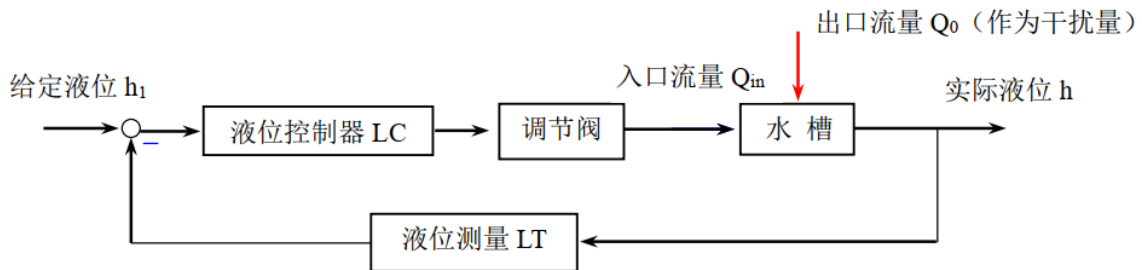 出口流量 Q₀（作为干扰量）
给定液位 h₁
入口流量 Qin
实际液位 h
液位控制器 LC
调节阀
水 槽
－
液位测量 LT